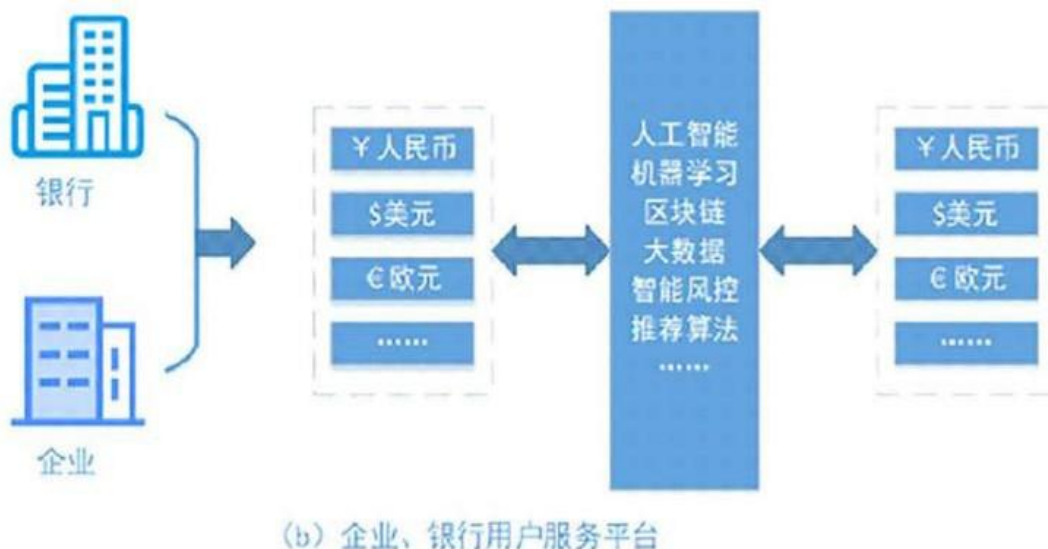 银行
企业
￥人民币
$美元
€欧元
······
人工智能
机器学习
区块链
大数据
智能风控
推荐算法
······
￥人民币
$美元
€欧元
······
(b) 企业、银行用户服务平台